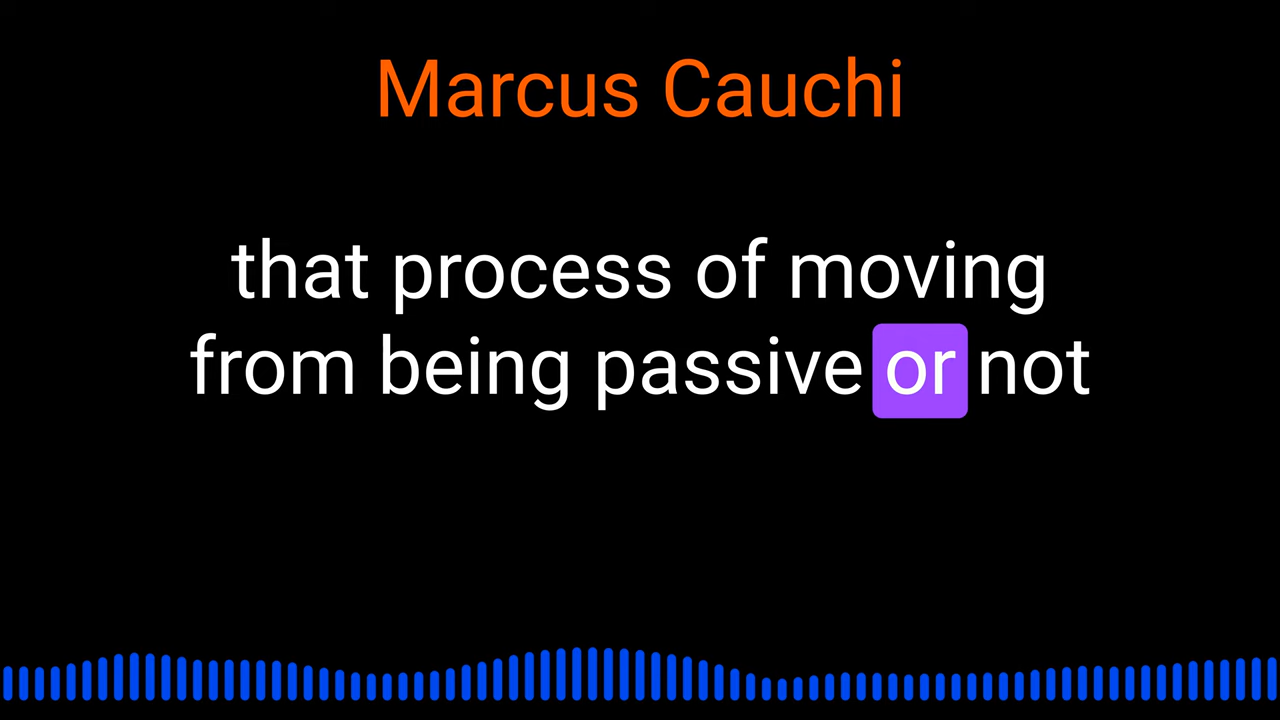 Marcus Cauchi
that process of moving
from being passive or not